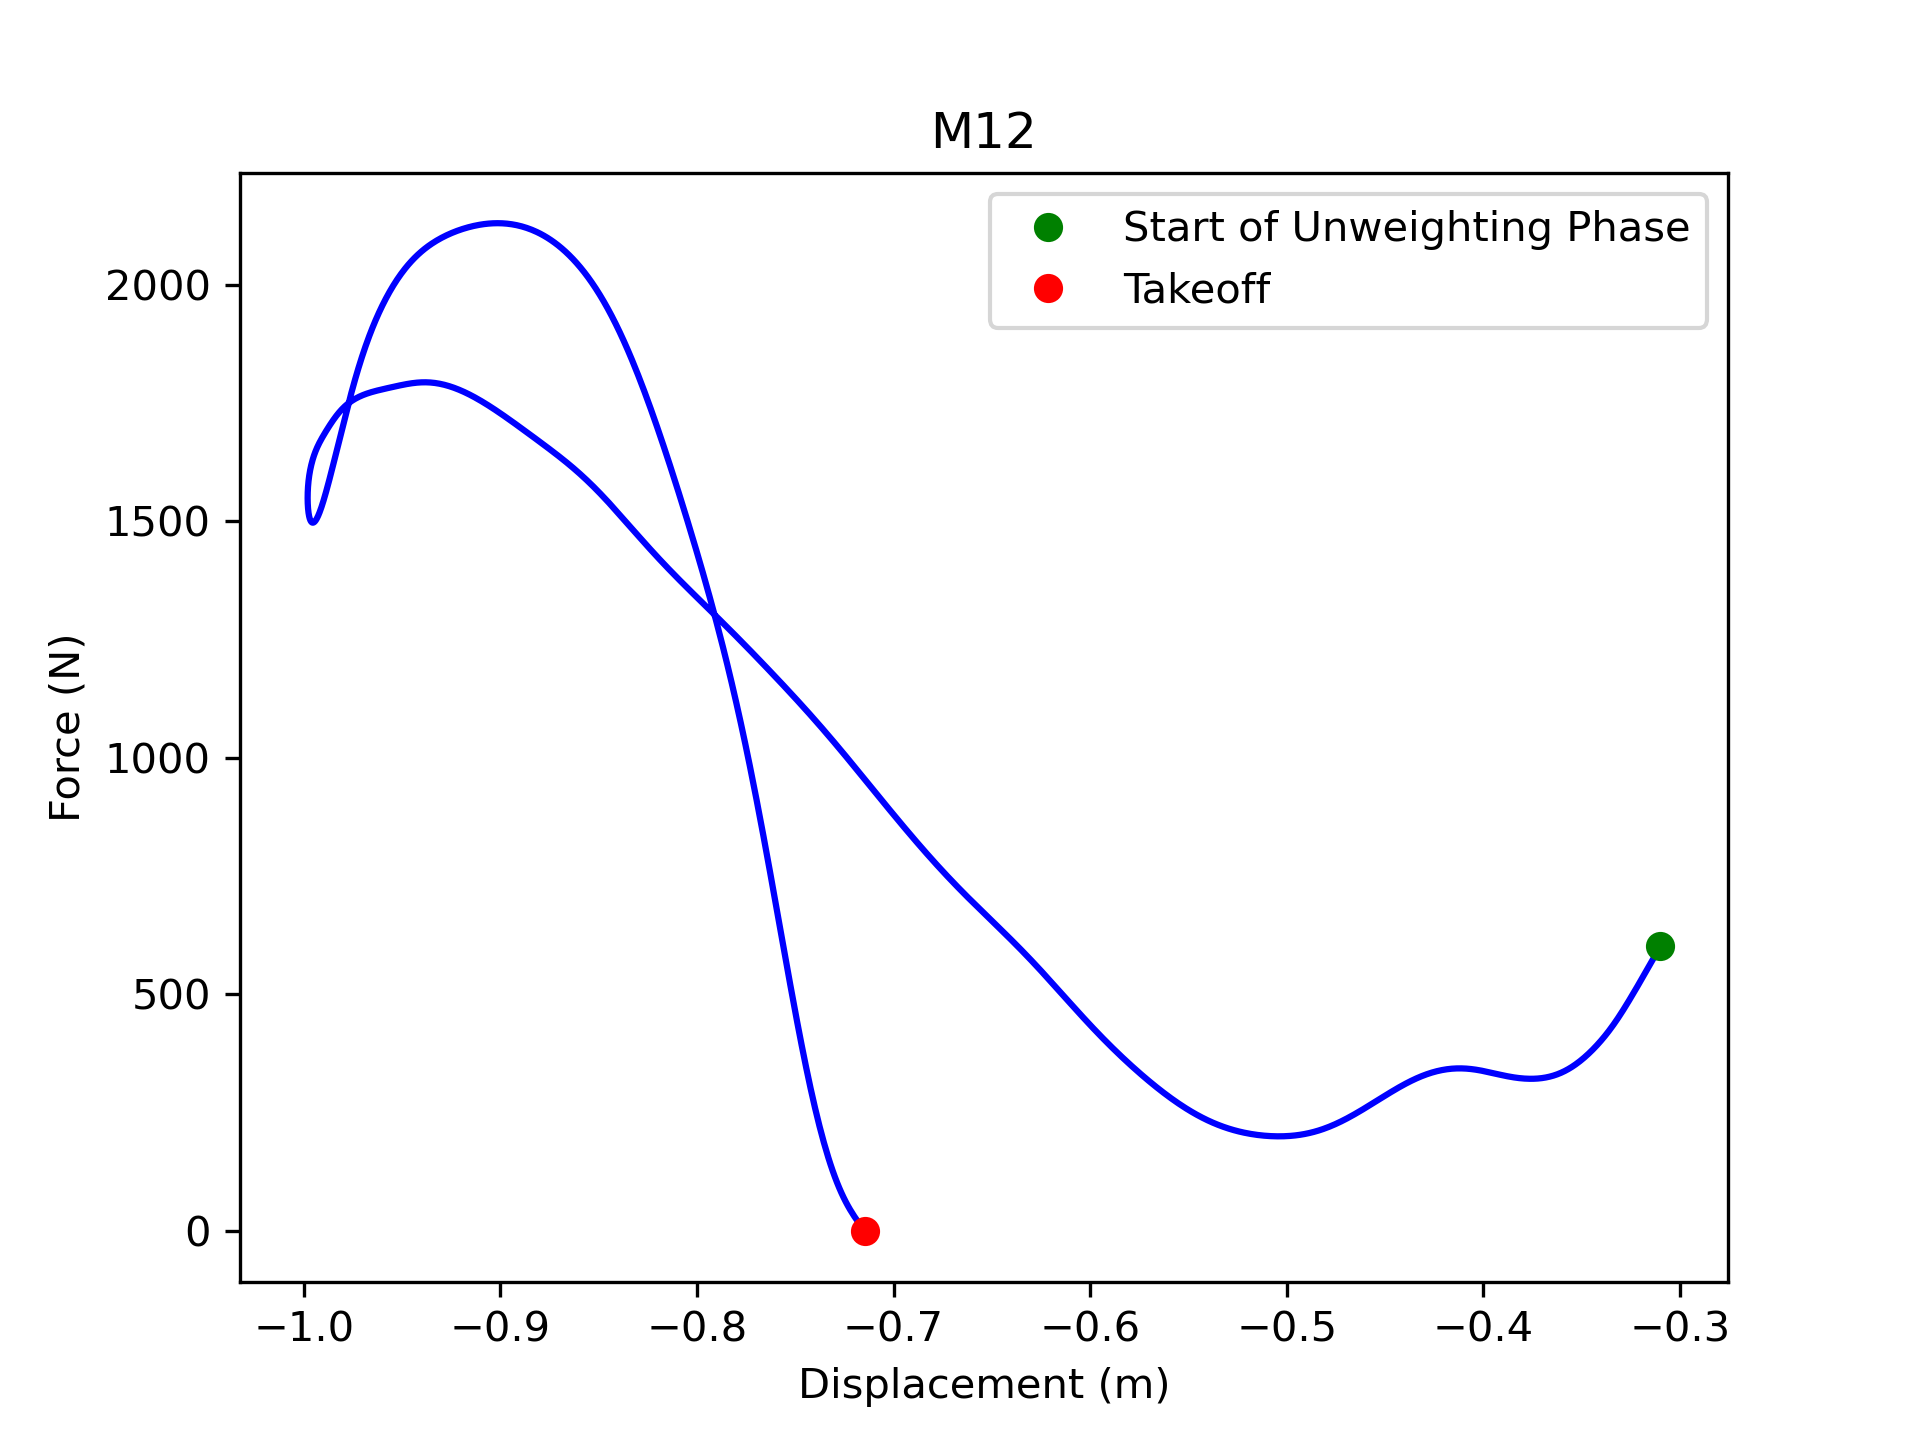 M12
Start of Unweighting Phase
Takeoff
Force (N)
2000
1500
1000
500
0
−1.0 −0.9 −0.8 −0.7 −0.6 −0.5 −0.4 −0.3
Displacement (m)